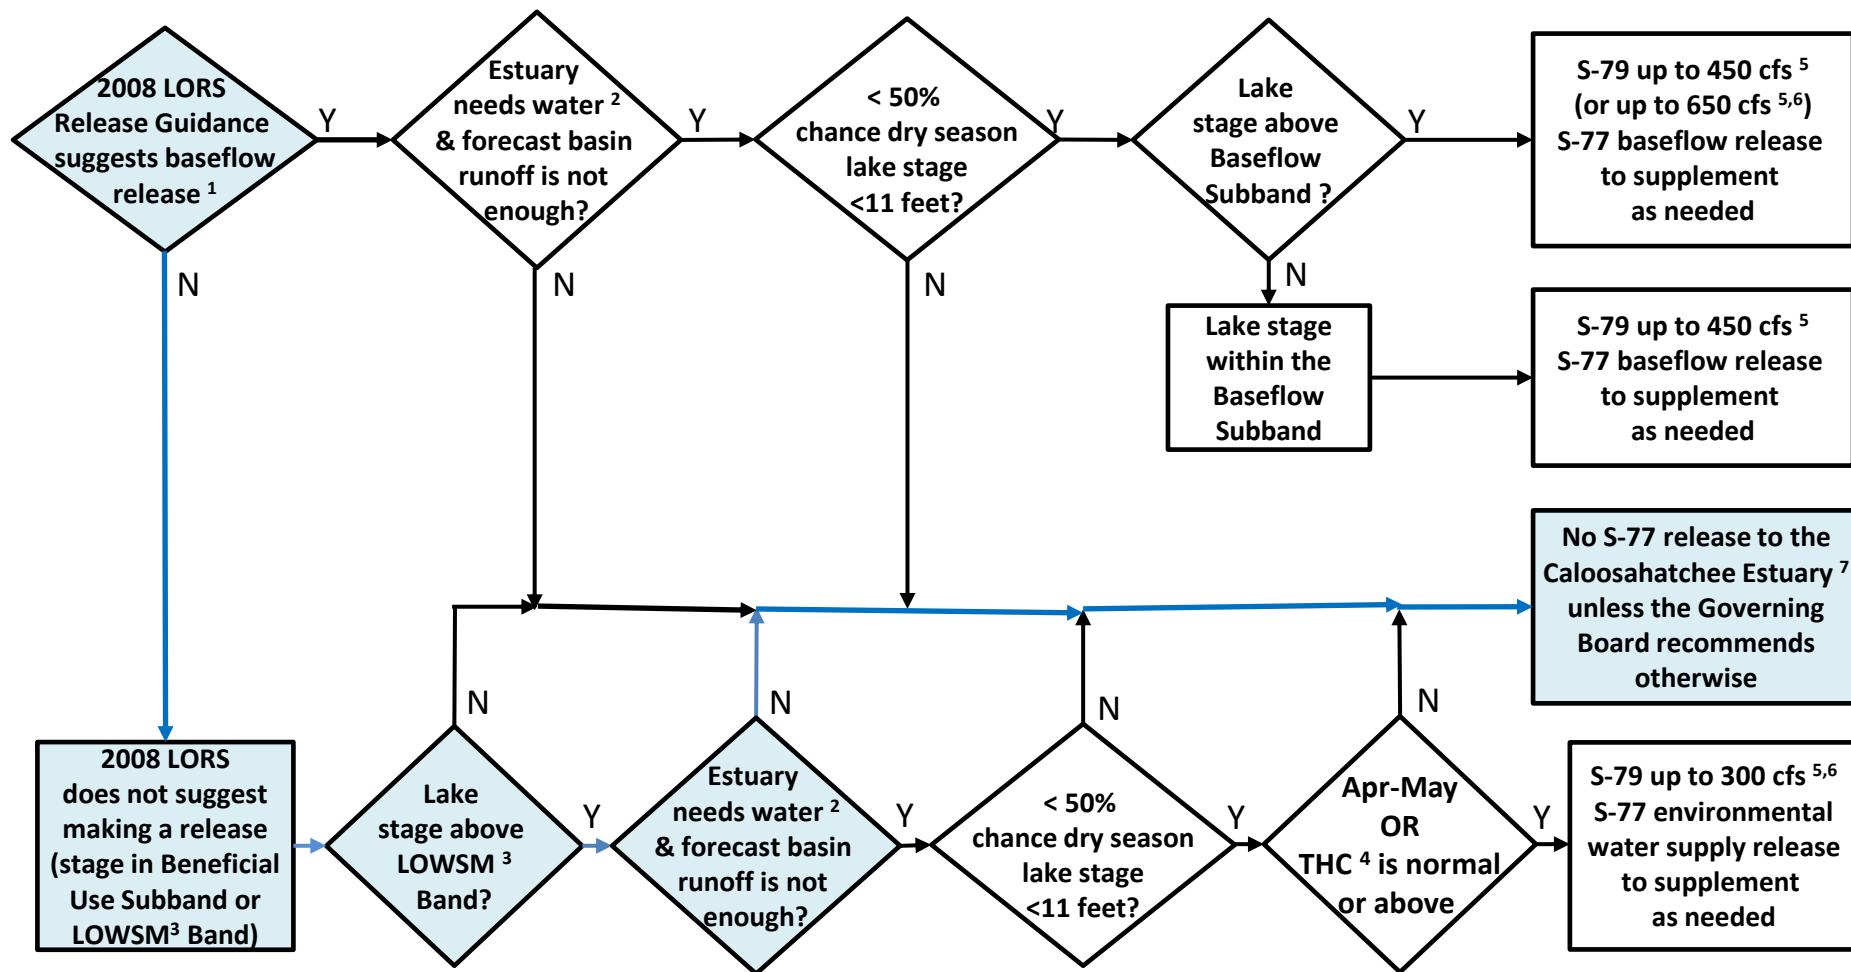 2008 LORS
Release Guidance
suggests baseflow
release 1
Y
N
Estuary
needs water 2
& forecast basin
runoff is not
enough?
Y
N
< 50%
chance dry season
lake stage
<11 feet?
Y
N
Lake
stage above
Baseflow
Subband ?
Y
N
S-79 up to 450 cfs 5
(or up to 650 cfs 5,6)
S-77 baseflow release
to supplement
as needed
Lake stage
within the
Baseflow
Subband
S-79 up to 450 cfs 5
S-77 baseflow release
to supplement
as needed
No S-77 release to the
Caloosahatchee Estuary 7
unless the Governing
Board recommends
otherwise
2008 LORS
does not suggest
making a release
(stage in Beneficial
Use Subband or
LOWSM3 Band)
N
Lake
stage above
LOWSM 3
Band?
Y
N
Estuary
needs water 2
& forecast basin
runoff is not
enough?
Y
N
< 50%
chance dry season
lake stage
<11 feet?
Y
N
Apr-May
OR
THC 4 is normal
or above
Y
S-79 up to 300 cfs 5,6
S-77 environmental
water supply release
to supplement
as needed